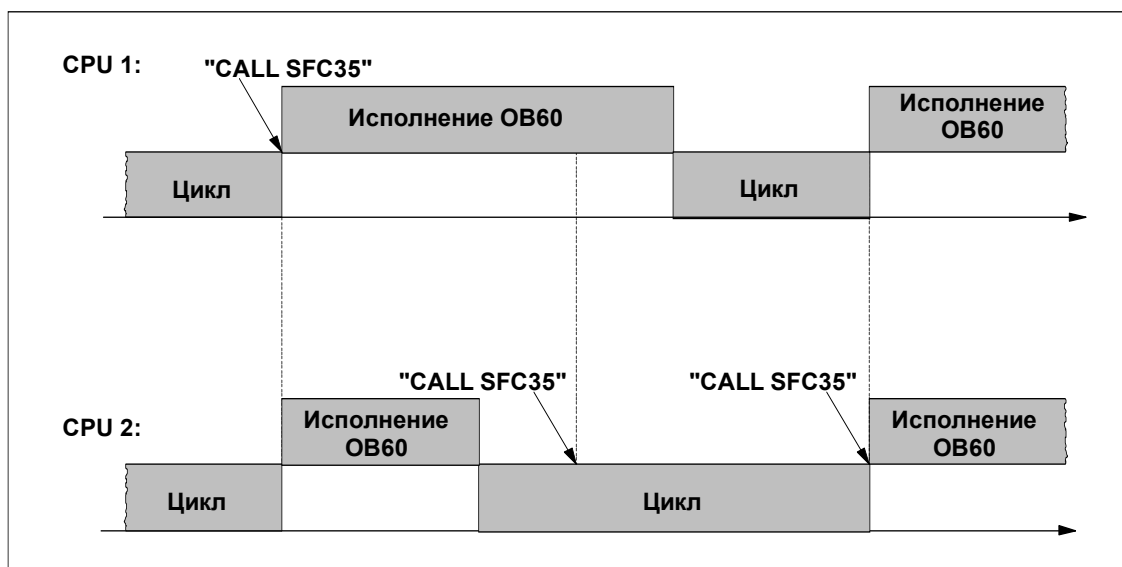 CPU 1:
"CALL SFC35"
Исполнение OB60
Исполнение
OB60
Цикл
Цикл
"CALL SFC35"
"CALL SFC35"
CPU 2:
Исполнение
OB60
Исполнение
OB60
Цикл
Цикл